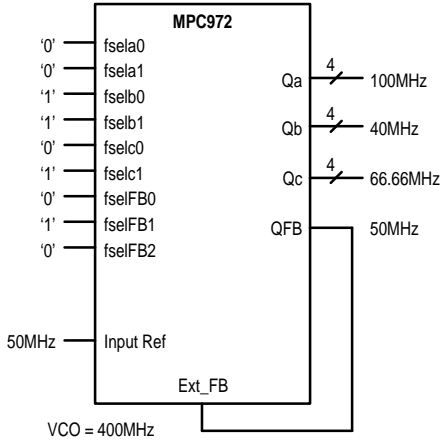 MPC972
'0' fsela0
'0' fsela1
'1' fselb0
'1' fselb1
'0' fselc0
'1' fselc1
'0' fselFB0
'1' fselFB1
'0' fselFB2
50MHz Input Ref
Qa 4 100MHz
Qb 4 40MHz
Qc 4 66.66MHz
QFB 50MHz
Ext_FB
VCO = 400MHz